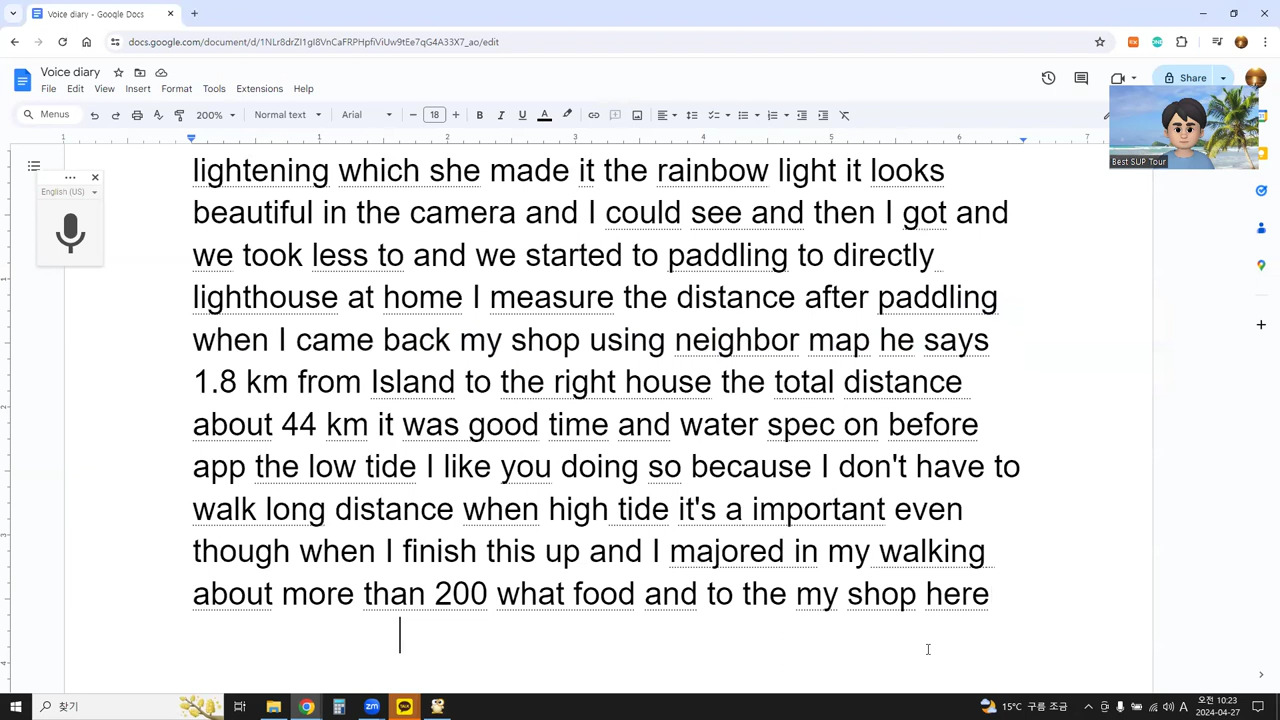 Voice diary - Google Docs
docs.google.com/document/d/1NLr8drZI1gI8VnCaFRPHpfiViUw9tEe7qG4A33X7_ao/edit
Voice diary
Share
File Edit View Insert Format Tools Extensions Help
Menus 200% Normal text Arial 18
1 1 2 3 4 5 6 7
Best SUP Tour
English (US)
lightening which she made it the rainbow light it looks
beautiful in the camera and I could see and then I got and
we took less to and we started to paddling to directly
lighthouse at home I measure the distance after paddling
when I came back my shop using neighbor map he says
1.8 km from Island to the right house the total distance
about 44 km it was good time and water spec on before
app the low tide I like you doing so because I don't have to
walk long distance when high tide it's a important even
though when I finish this up and I majored in my walking
about more than 200 what food and to the my shop here
찾기
15°C 구름 조금
오전 10:23
2024-04-27